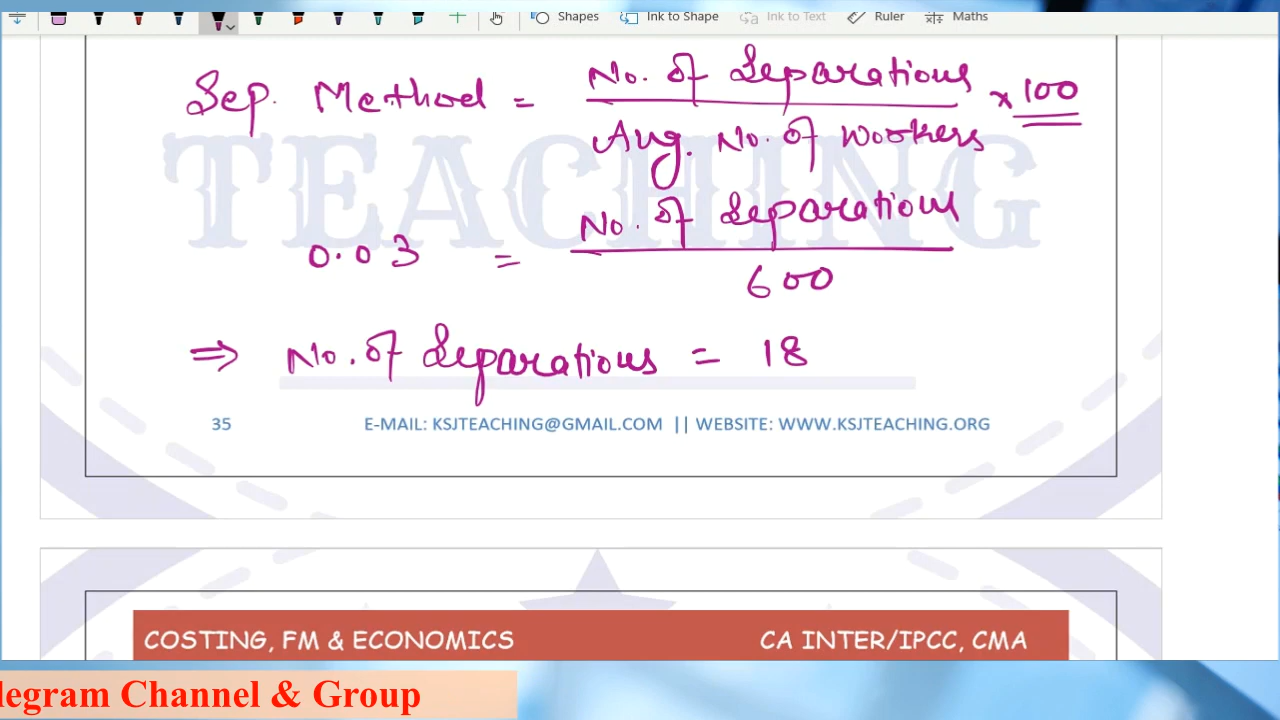 Shapes Ink to Shape Ink to Text Ruler Maths
Sep. Method = No. of Separations / Avg. No. of Workers × 100
TEACHING
0.03 = No. of Separations / 600
⇒ No. of Separations = 18
35 E-MAIL: KSJTEACHING@GMAIL.COM || WEBSITE: WWW.KSJTEACHING.ORG
COSTING, FM & ECONOMICS CA INTER/IPCC, CMA
legram Channel & Group